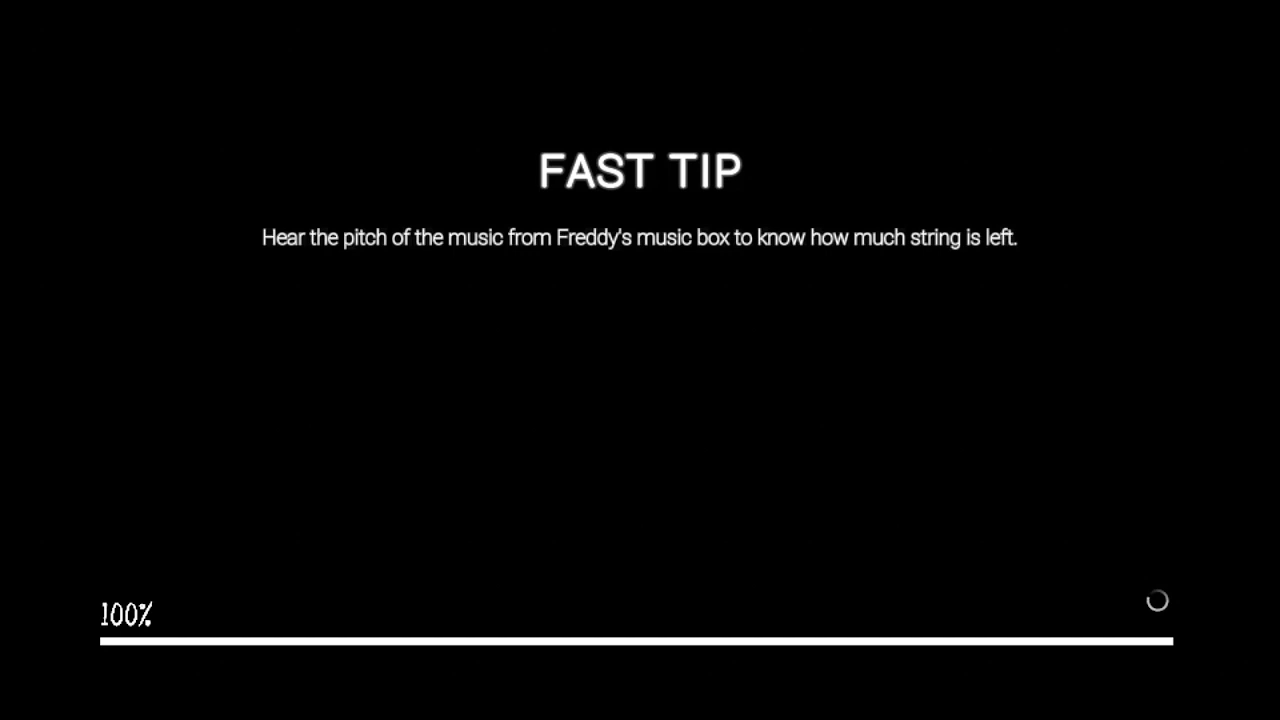 FAST TIP
Hear the pitch of the music from Freddy's music box to know how much string is left.
100%